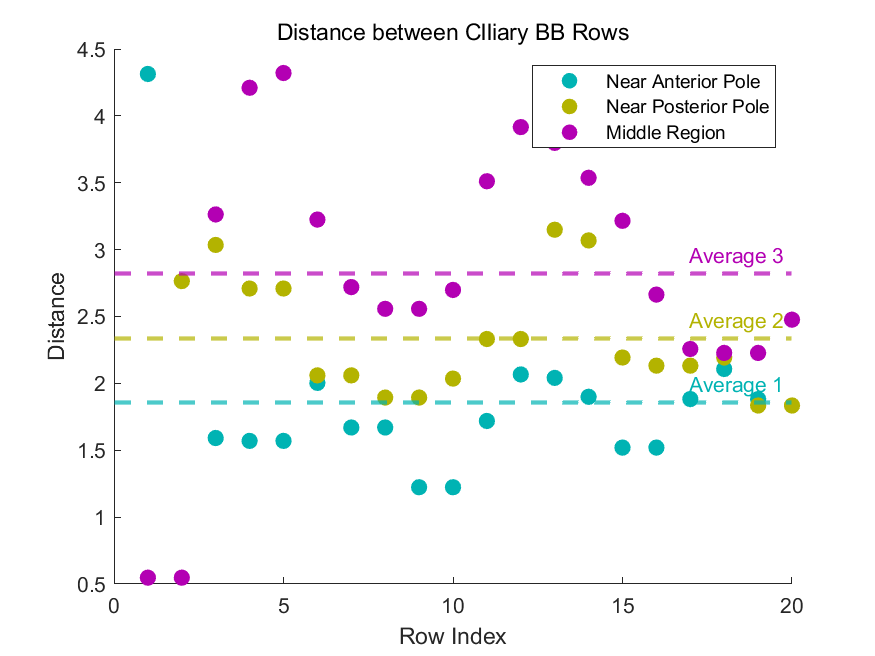 Distance between CIliary BB Rows
4.5
4
3.5
3
2.5
2
1.5
1
0.5
Distance
Near Anterior Pole
Near Posterior Pole
Middle Region
Average 3
Average 2
Average 1
0
5
10
15
20
Row Index